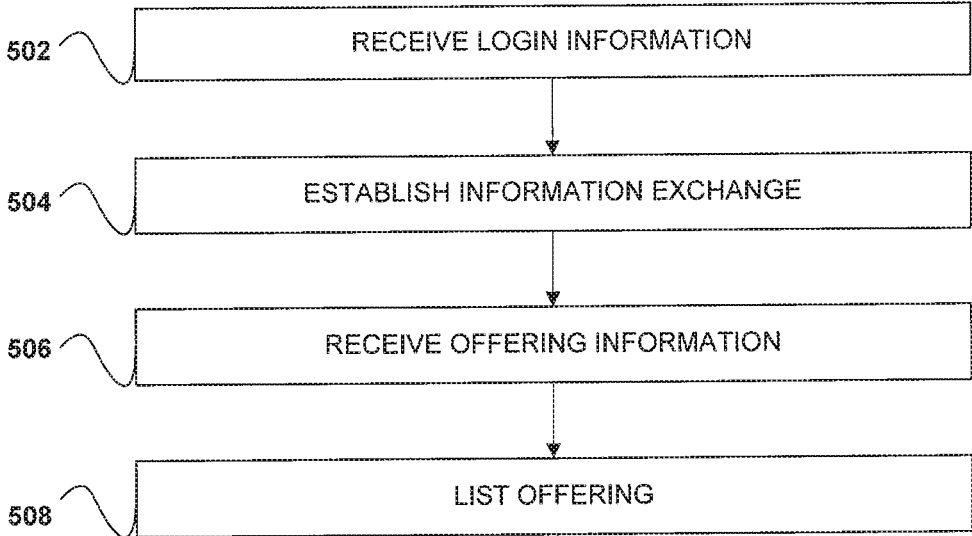 502
RECEIVE LOGIN INFORMATION
504
ESTABLISH INFORMATION EXCHANGE
506
RECEIVE OFFERING INFORMATION
508
LIST OFFERING